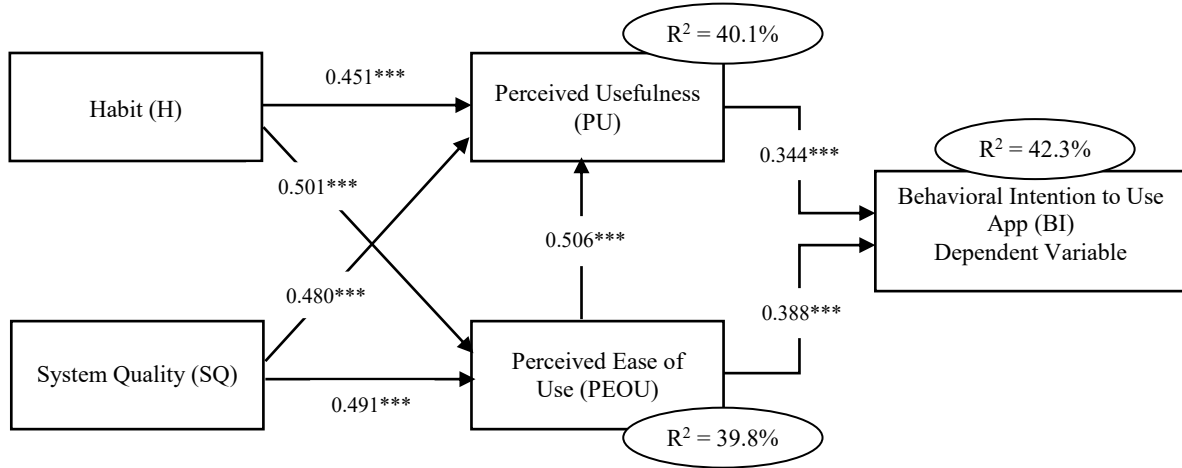 R² = 40.1%
0.451***
Habit (H)
Perceived Usefulness
(PU)
R² = 42.3%
0.344***
0.501***
Behavioral Intention to Use
App (BI)
Dependent Variable
0.506***
0.480***
0.388***
System Quality (SQ)
Perceived Ease of
Use (PEOU)
0.491***
R² = 39.8%